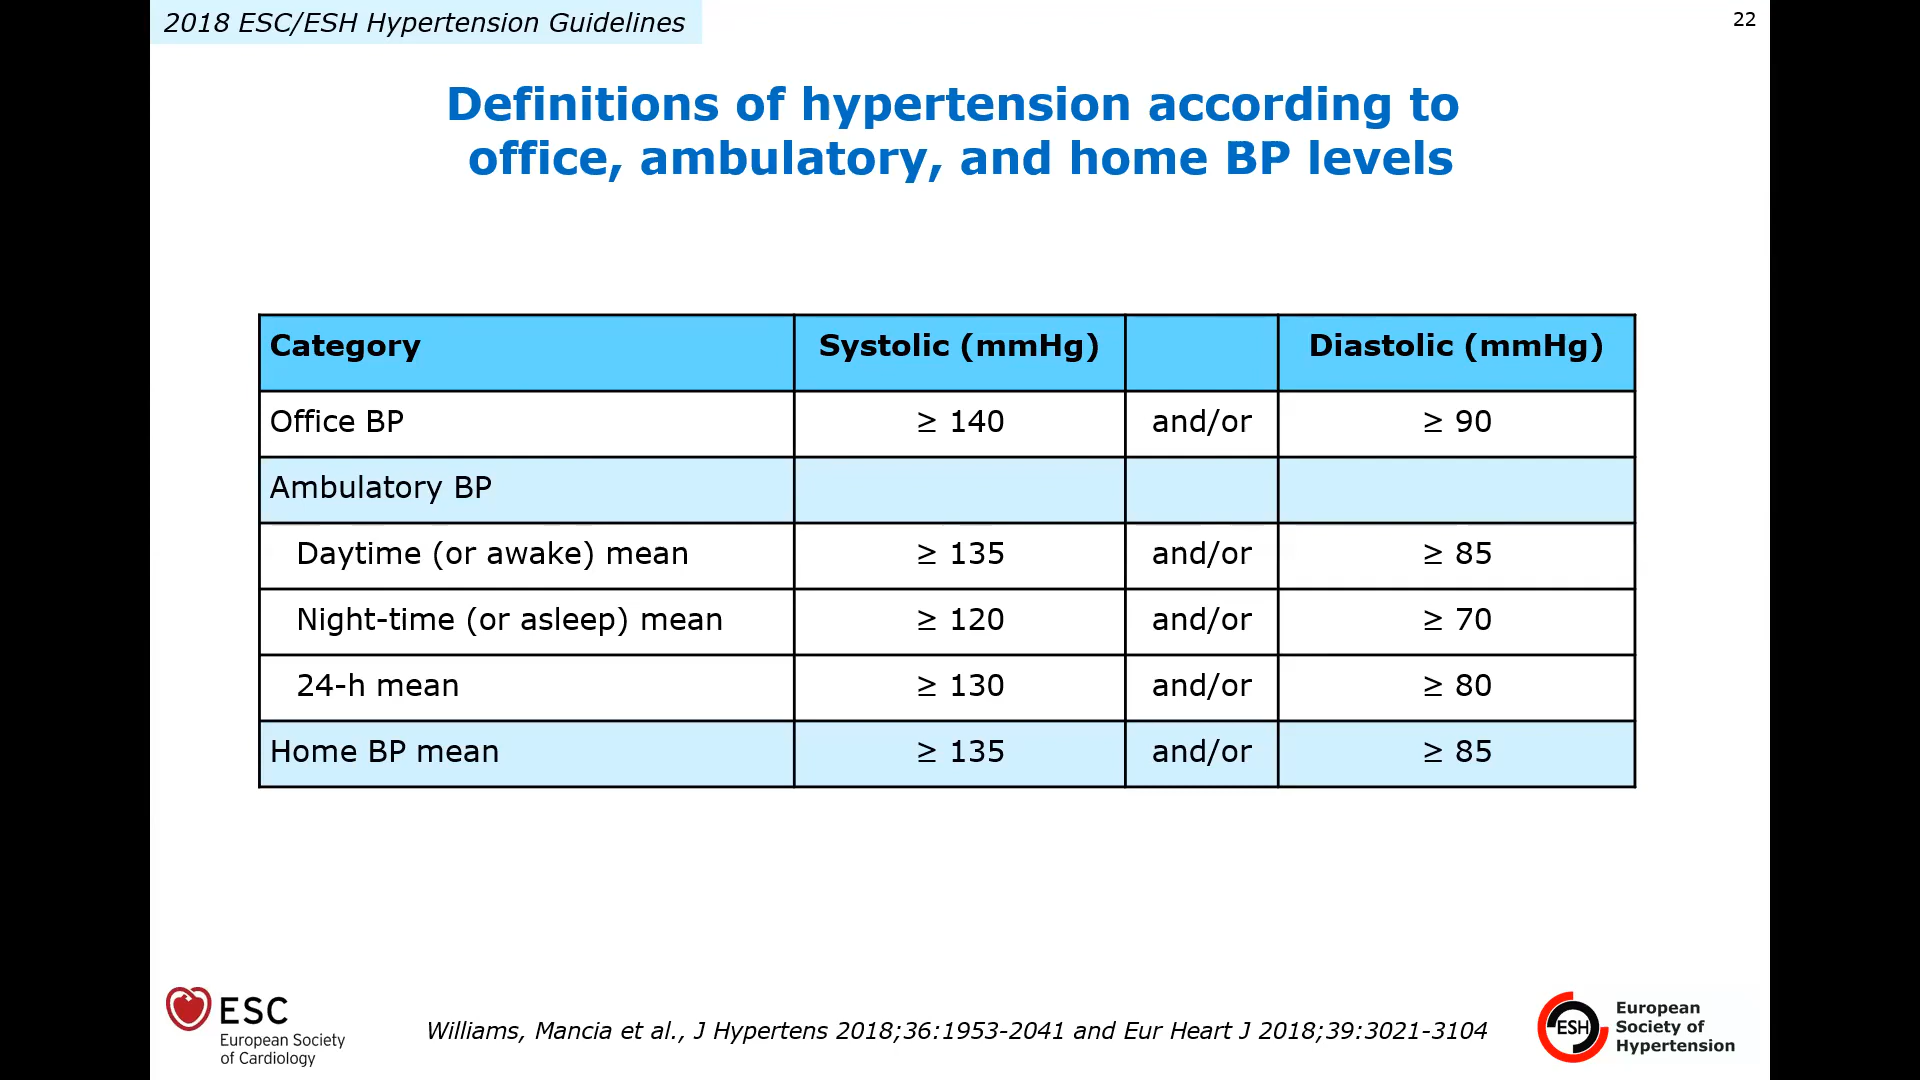 2018 ESC/ESH Hypertension Guidelines
22
Definitions of hypertension according to
office, ambulatory, and home BP levels
Category Systolic (mmHg) Diastolic (mmHg)
Office BP ≥ 140 and/or ≥ 90
Ambulatory BP
Daytime (or awake) mean ≥ 135 and/or ≥ 85
Night-time (or asleep) mean ≥ 120 and/or ≥ 70
24-h mean ≥ 130 and/or ≥ 80
Home BP mean ≥ 135 and/or ≥ 85
ESC
European Society
of Cardiology
Williams, Mancia et al., J Hypertens 2018;36:1953-2041 and Eur Heart J 2018;39:3021-3104
ESH
European
Society of
Hypertension